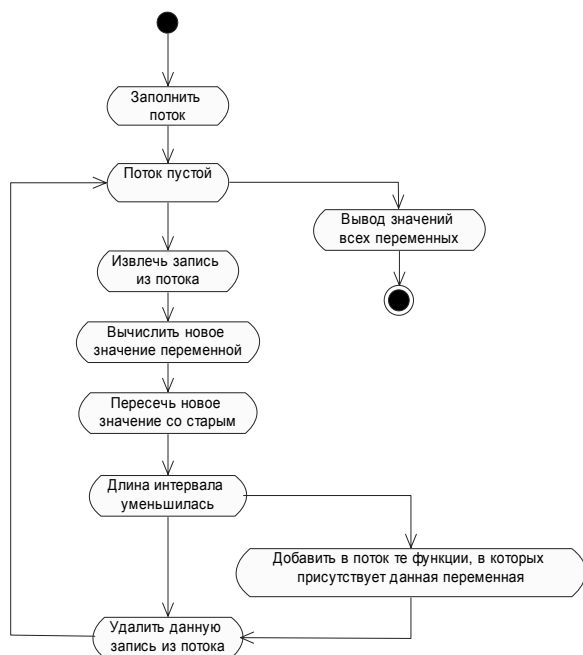 Заполнить
поток
Поток пустой
Вывод значений
всех переменных
Извлечь запись
из потока
Вычислить новое
значение переменной
Пересечь новое
значение со старым
Длина интервала
уменьшилась
Добавить в поток те функции, в которых
присутствует данная переменная
Удалить данную
запись из потока